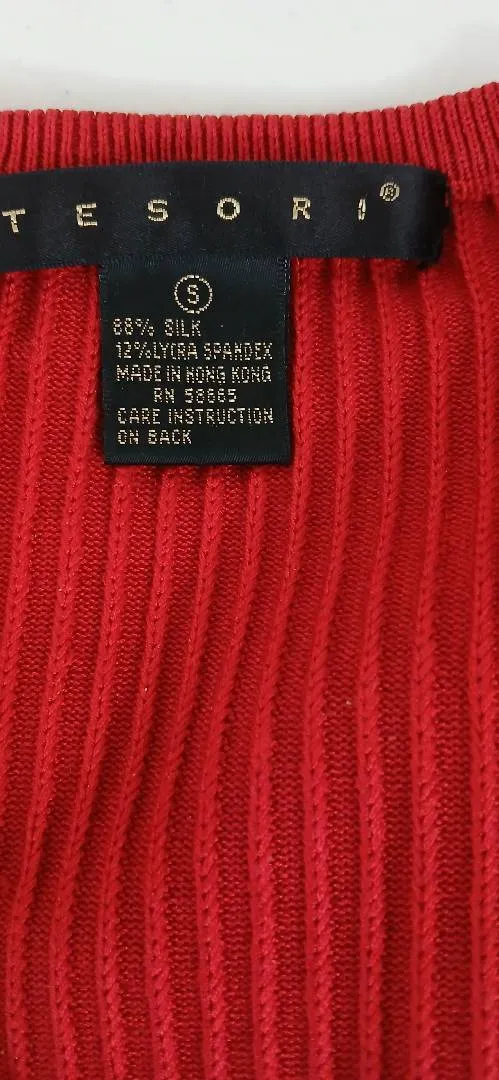 TESORI®
S
88% SILK
12% LYCRA SPANDEX
MADE IN HONG KONG
RN 58665
CARE INSTRUCTION
ON BACK